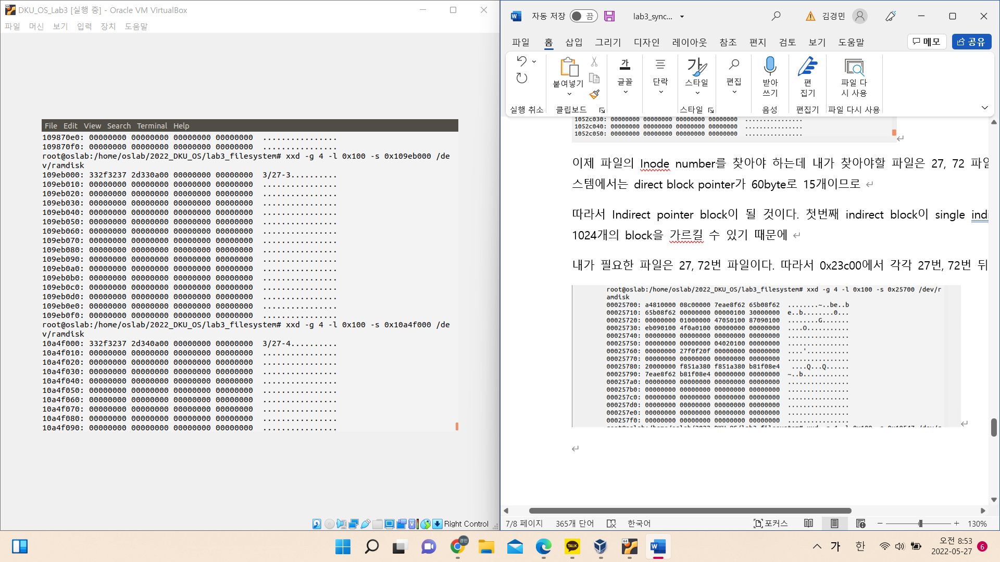 DKU_OS_Lab3 [실행 중] - Oracle VM VirtualBox
파일 머신 보기 입력 장치 도움말
File Edit View Search Terminal Help
109870e0: 00000000 00000000 00000000 00000000 ................
109870f0: 00000000 00000000 00000000 00000000 ................
root@oslab:/home/oslab/2022_DKU_OS/lab3_filesystem# xxd -g 4 -l 0x100 -s 0x109eb000 /de
v/ramdisk
109eb000: 332f3237 2d330a00 00000000 00000000 3/27-3..........
109eb010: 00000000 00000000 00000000 00000000 ................
109eb020: 00000000 00000000 00000000 00000000 ................
109eb030: 00000000 00000000 00000000 00000000 ................
109eb040: 00000000 00000000 00000000 00000000 ................
109eb050: 00000000 00000000 00000000 00000000 ................
109eb060: 00000000 00000000 00000000 00000000 ................
109eb070: 00000000 00000000 00000000 00000000 ................
109eb080: 00000000 00000000 00000000 00000000 ................
109eb090: 00000000 00000000 00000000 00000000 ................
109eb0a0: 00000000 00000000 00000000 00000000 ................
109eb0b0: 00000000 00000000 00000000 00000000 ................
109eb0c0: 00000000 00000000 00000000 00000000 ................
109eb0d0: 00000000 00000000 00000000 00000000 ................
109eb0e0: 00000000 00000000 00000000 00000000 ................
109eb0f0: 00000000 00000000 00000000 00000000 ................
root@oslab:/home/oslab/2022_DKU_OS/lab3_filesystem# xxd -g 4 -l 0x100 -s 0x10a4f000 /de
v/ramdisk
10a4f000: 332f3237 2d340a00 00000000 00000000 3/27-4..........
10a4f010: 00000000 00000000 00000000 00000000 ................
10a4f020: 00000000 00000000 00000000 00000000 ................
10a4f030: 00000000 00000000 00000000 00000000 ................
10a4f040: 00000000 00000000 00000000 00000000 ................
10a4f050: 00000000 00000000 00000000 00000000 ................
10a4f060: 00000000 00000000 00000000 00000000 ................
10a4f070: 00000000 00000000 00000000 00000000 ................
10a4f080: 00000000 00000000 00000000 00000000 ................
10a4f090: 00000000 00000000 00000000 00000000 ................
Right Control
자동 저장 끔 lab3_sync... 김경민
파일 홈 삽입 그리기 디자인 레이아웃 참조 편지 검토 보기 도움말 메모 공유
붙여넣기 가 글꼴 단락 가 스타일 편집 받아쓰기 편집기 파일 다시 사용
실행 취소 클립보드 스타일 음성 편집기 파일 다시 사용
1052c030: 00000000 00000000 00000000 00000000 ................
1052c040: 00000000 00000000 00000000 00000000 ................
1052c050: 00000000 00000000 00000000 00000000 ................
이제 파일의 Inode number를 찾아야 하는데 내가 찾아야할 파일은 27, 72 파일
스템에서는 direct block pointer가 60byte로 15개이므로
따라서 Indirect pointer block이 될 것이다. 첫번째 indirect block이 single indi
1024개의 block을 가르킬 수 있기 때문에
내가 필요한 파일은 27, 72번 파일이다. 따라서 0x23c00에서 각각 27번, 72번 뒤
root@oslab:/home/oslab/2022_DKU_OS/lab3_filesystem# xxd -g 4 -l 0x100 -s 0x25700 /dev/r
amdisk
00025700: a4810000 08c00000 7eae8f62 65b08f62 ........~..be..b
00025710: 65b08f62 00000000 00000100 30000000 e..b........0...
00025720: 00000000 01000000 47050100 87090100 ........G.......
00025730: eb090100 4f0a0100 00000000 00000000 ....O...........
00025740: 00000000 00000000 00000000 00000000 ................
00025750: 00000000 00000000 04020100 00000000 ................
00025760: 00000000 27f0f20f 00000000 00000000 ....'...........
00025770: 00000000 00000000 00000000 00000000 ................
00025780: 20000000 f851a380 f851a380 b81f08e4 ....Q...Q......
00025790: 7eae8f62 b81f08e4 00000000 00000000 ~..b............
000257a0: 00000000 00000000 00000000 00000000 ................
000257b0: 00000000 00000000 00000000 00000000 ................
000257c0: 00000000 00000000 00000000 00000000 ................
000257d0: 00000000 00000000 00000000 00000000 ................
000257e0: 00000000 00000000 00000000 00000000 ................
000257f0: 00000000 00000000 00000000 00000000 ................
7/8 페이지 365개 단어 한국어 포커스 130%
TALK 64 가 한 오전 8:53
2022-05-27 6